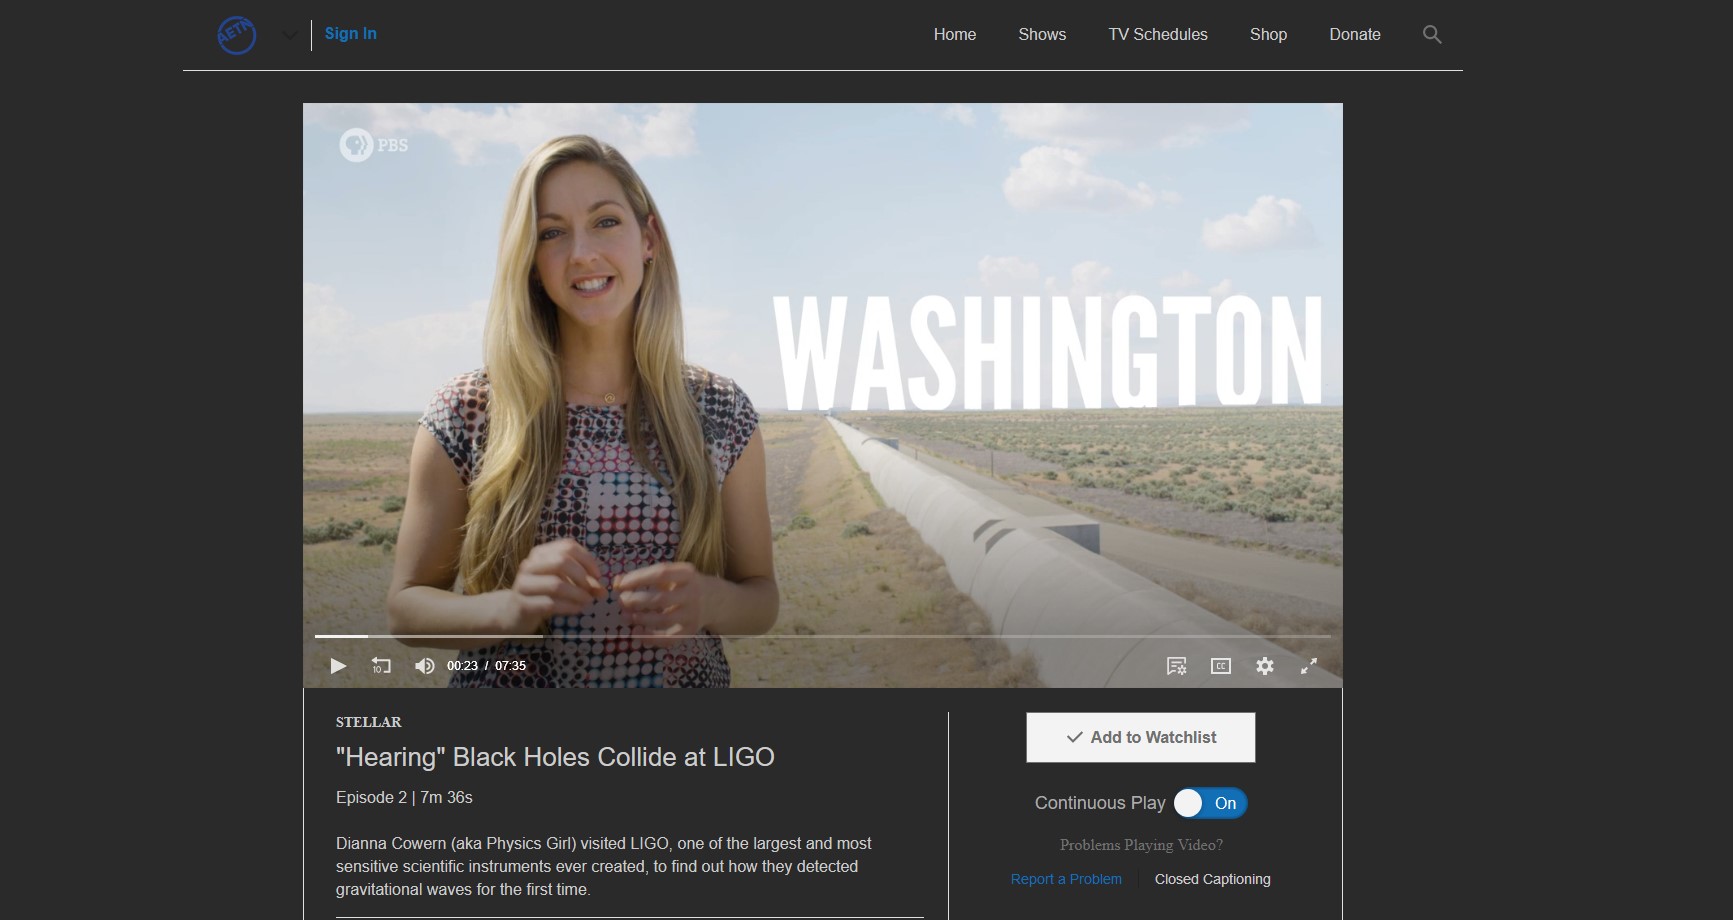 AETN
Sign In
Home
Shows
TV Schedules
Shop
Donate
PBS
WASHINGTON
10
00:23 / 07:35
CC
STELLAR
"Hearing" Black Holes Collide at LIGO
Episode 2 | 7m 36s
Dianna Cowern (aka Physics Girl) visited LIGO, one of the largest and most
sensitive scientific instruments ever created, to find out how they detected
gravitational waves for the first time.
Add to Watchlist
Continuous Play On
Problems Playing Video?
Report a Problem
Closed Captioning